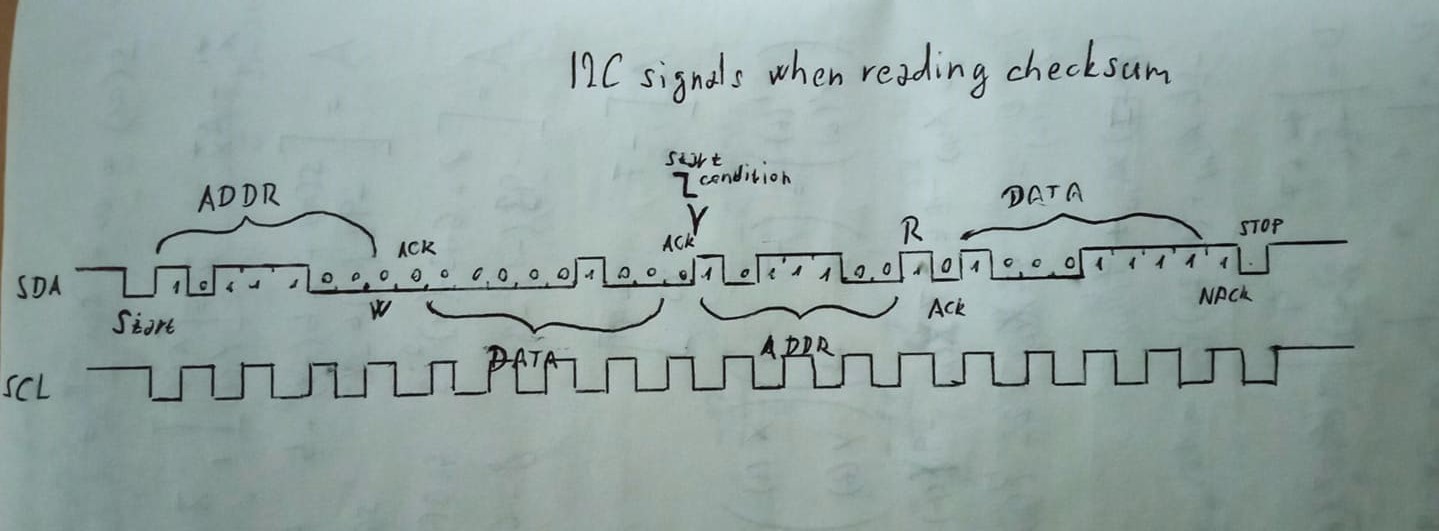 I2C signals when reading checksum
Start
condition
ADDR
ACK
ACK
R
DATA
STOP
SDA
1 0 1 1 1 0 0 0 0 0 0 0 0 0 1 0 0 0 1 0 1 1 1 0 0 1 0 1 0 0 0 1 1 1 1 1
Start
W
DATA
ADDR
Ack
NACK
SCL